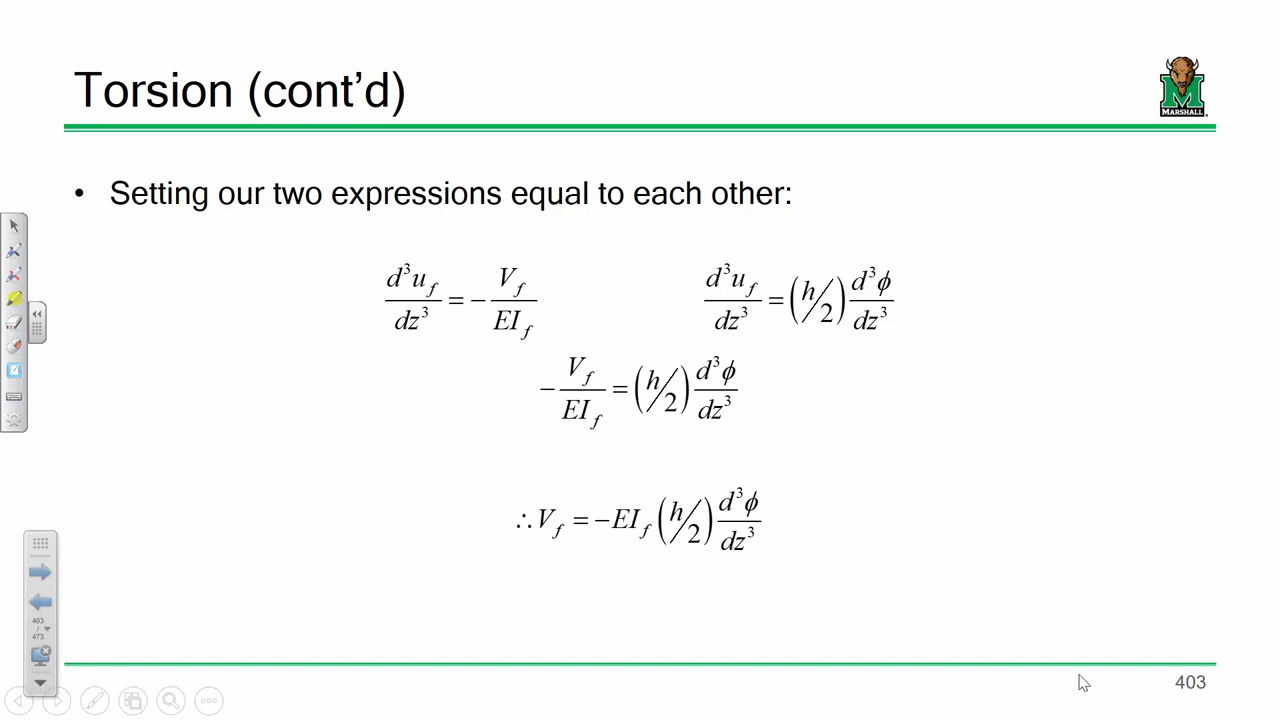 Torsion (cont’d)
MARSHALL
• Setting our two expressions equal to each other:
d³u_f/dz³ = −V_f/EI_f    d³u_f/dz³ = (h/2) d³ϕ/dz³
−V_f/EI_f = (h/2) d³ϕ/dz³
∴ V_f = −EI_f (h/2) d³ϕ/dz³
403
/
473
403